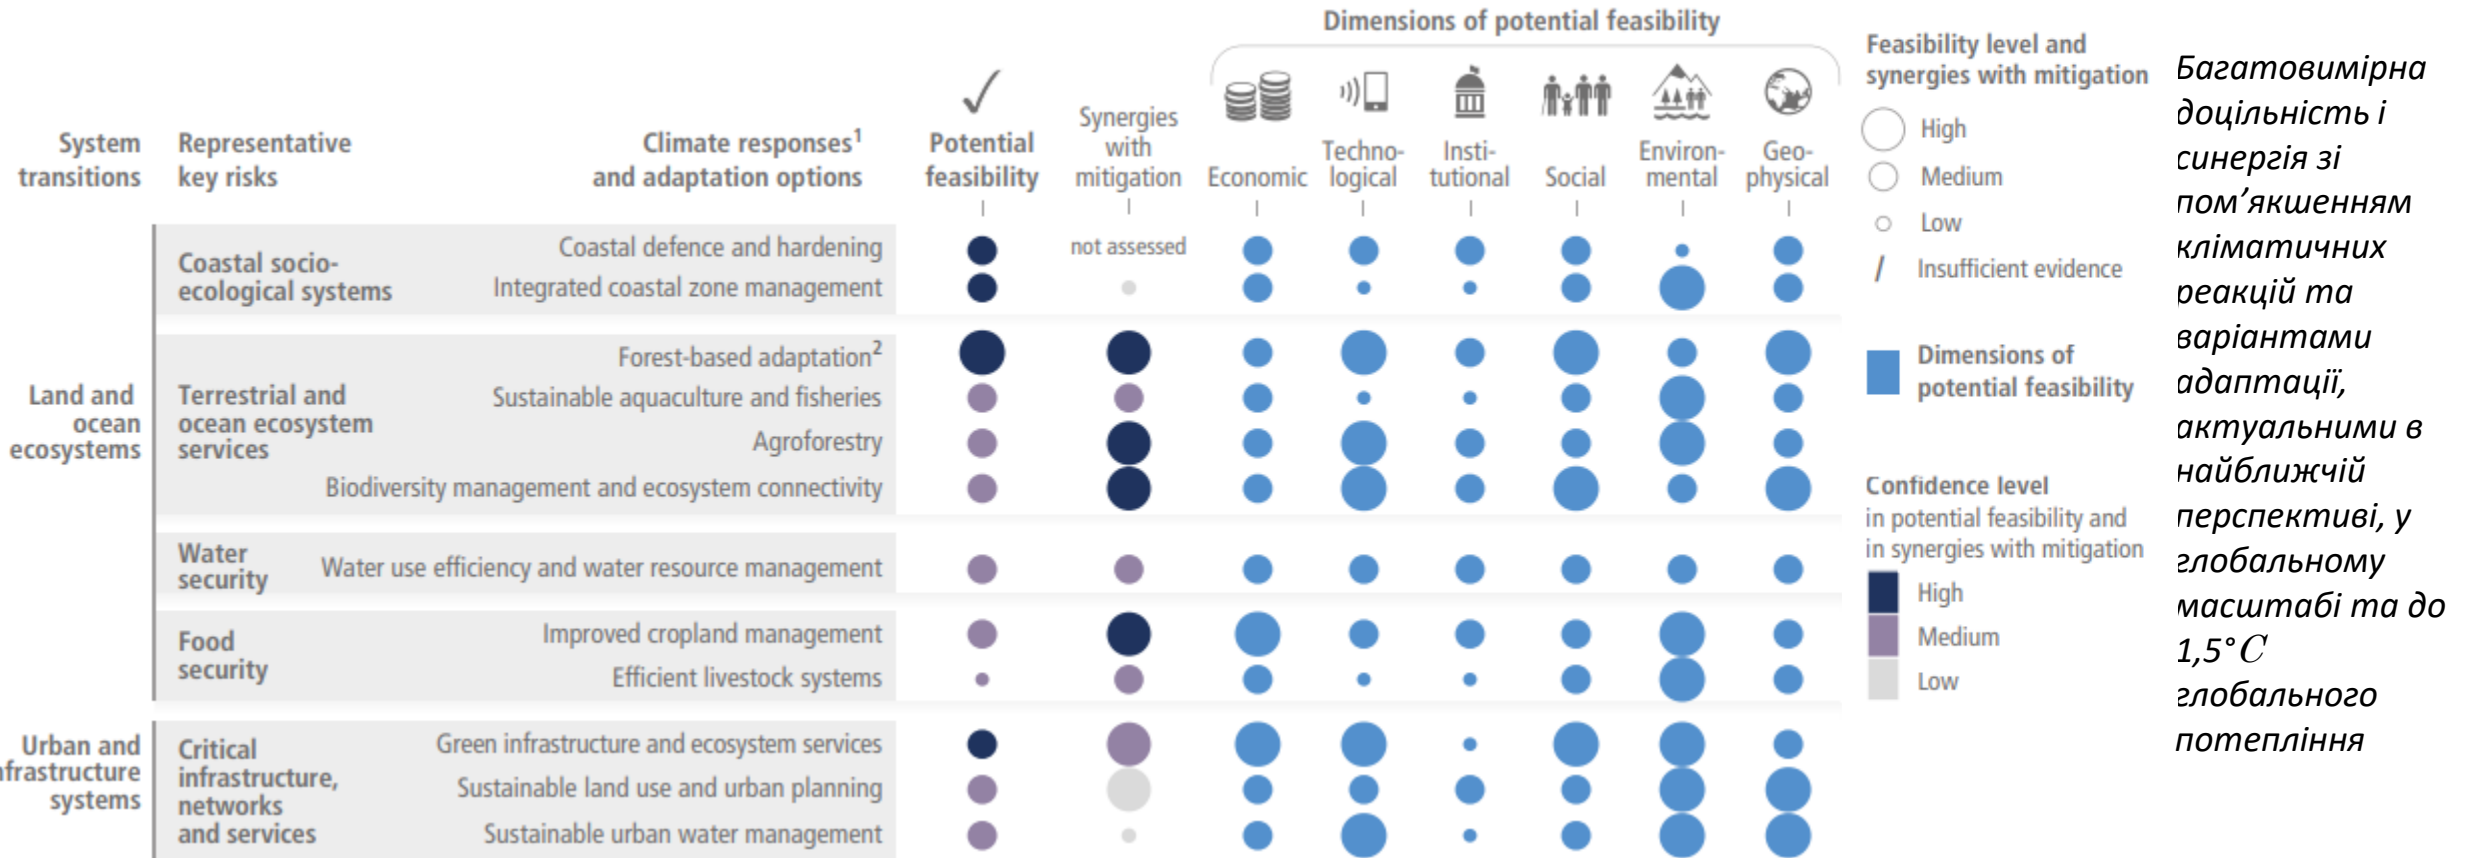 Dimensions of potential feasibility
System
transitions
Representative
key risks
Climate responses1
and adaptation options
Potential
feasibility
Synergies
with
mitigation
Economic
Techno-
logical
Insti-
tutional
Social
Environ-
mental
Geo-
physical
Land and
ocean
ecosystems
Coastal socio-
ecological systems
Coastal defence and hardening
not assessed
Integrated coastal zone management
Terrestrial and
ocean ecosystem
services
Forest-based adaptation2
Sustainable aquaculture and fisheries
Agroforestry
Biodiversity management and ecosystem connectivity
Water
security
Water use efficiency and water resource management
Food
security
Improved cropland management
Efficient livestock systems
Urban and
nfrastructure
systems
Critical
infrastructure,
networks
and services
Green infrastructure and ecosystem services
Sustainable land use and urban planning
Sustainable urban water management
Feasibility level and
synergies with mitigation
High
Medium
Low
/ Insufficient evidence
Dimensions of
potential feasibility
Confidence level
in potential feasibility and
in synergies with mitigation
High
Medium
Low
Багатовимірна
доцільність і
синергія зі
пом’якшенням
кліматичних
реакцій та
варіантами
адаптації,
актуальними в
найближчій
перспективі, у
глобальному
масштабі та до
1,5°C
глобального
потепління